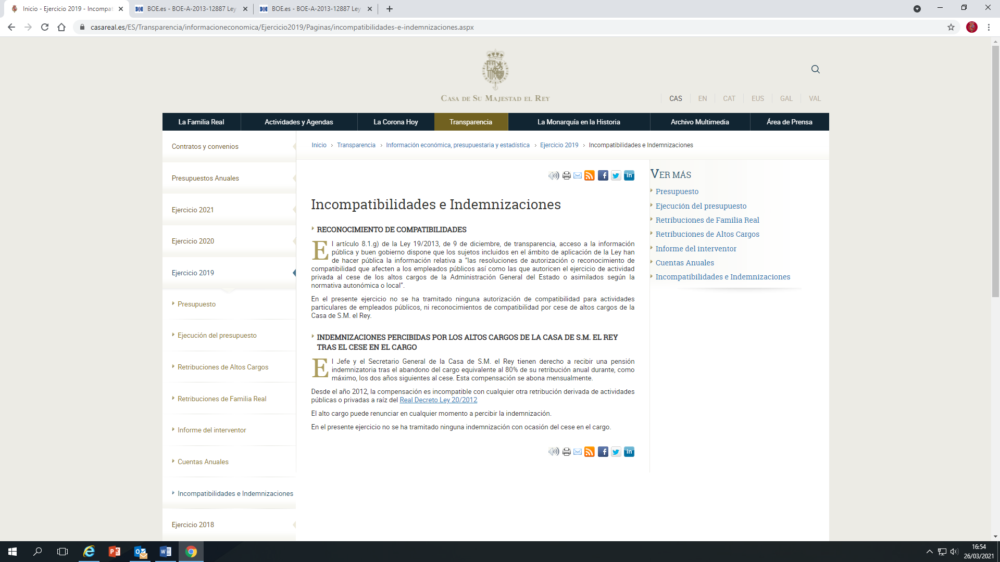 Inicio - Ejercicio 2019 - Incompat
BOE.es - BOE-A-2013-12887 Ley
BOE.es - BOE-A-2013-12887 Ley
casareal.es/ES/Transparencia/informacioneconomica/Ejercicio2019/Paginas/incompatibilidades-e-indemnizaciones.aspx
CASA DE SU MAJESTAD EL REY
CAS EN CAT EUS GAL VAL
La Familia Real Actividades y Agendas La Corona Hoy Transparencia La Monarquía en la Historia Archivo Multimedia Área de Prensa
Contratos y convenios
Presupuestos Anuales
Ejercicio 2021
Ejercicio 2020
Ejercicio 2019
Presupuesto
Ejecución del presupuesto
Retribuciones de Altos Cargos
Retribuciones de Familia Real
Informe del interventor
Cuentas Anuales
Incompatibilidades e Indemnizaciones
Ejercicio 2018
Inicio › Transparencia › Información económica, presupuestaria y estadística › Ejercicio 2019 › Incompatibilidades e Indemnizaciones
Incompatibilidades e Indemnizaciones
RECONOCIMIENTO DE COMPATIBILIDADES
El artículo 8.1.g) de la Ley 19/2013, de 9 de diciembre, de transparencia, acceso a la información
pública y buen gobierno dispone que los sujetos incluidos en el ámbito de aplicación de la Ley han
de hacer pública la información relativa a “las resoluciones de autorización o reconocimiento de
compatibilidad que afecten a los empleados públicos así como las que autoricen el ejercicio de actividad
privada al cese de los altos cargos de la Administración General del Estado o asimilados según la
normativa autonómica o local”.
En el presente ejercicio no se ha tramitado ninguna autorización de compatibilidad para actividades
particulares de empleados públicos, ni reconocimientos de compatibilidad por cese de altos cargos de la
Casa de S.M. el Rey.
INDEMNIZACIONES PERCIBIDAS POR LOS ALTOS CARGOS DE LA CASA DE S.M. EL REY
TRAS EL CESE EN EL CARGO
El Jefe y el Secretario General de la Casa de S.M. el Rey tienen derecho a recibir una pensión
indemnizatoria tras el abandono del cargo equivalente al 80% de su retribución anual durante, como
máximo, los dos años siguientes al cese. Esta compensación se abona mensualmente.
Desde el año 2012, la compensación es incompatible con cualquier otra retribución derivada de actividades
públicas o privadas a raíz del Real Decreto Ley 20/2012
El alto cargo puede renunciar en cualquier momento a percibir la indemnización.
En el presente ejercicio no se ha tramitado ninguna indemnización con ocasión del cese en el cargo.
VER MÁS
Presupuesto
Ejecución del presupuesto
Retribuciones de Familia Real
Retribuciones de Altos Cargos
Informe del interventor
Cuentas Anuales
Incompatibilidades e Indemnizaciones
16:54
26/03/2021